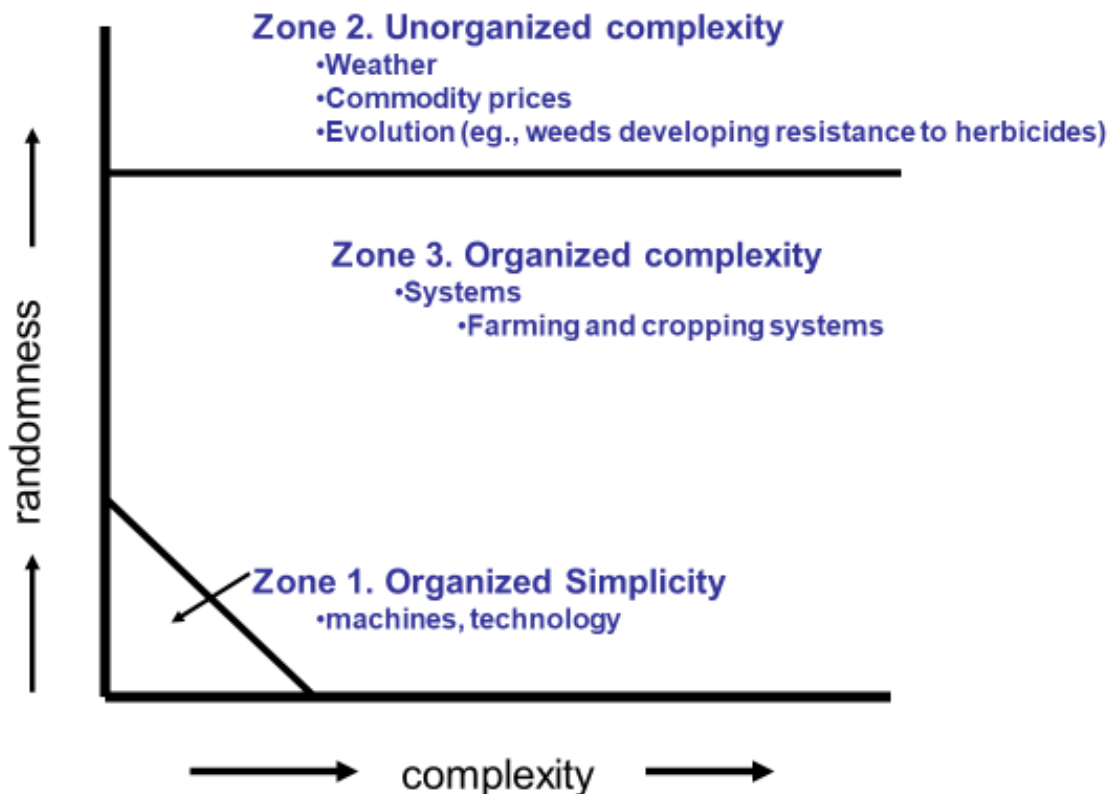 Zone 2. Unorganized complexity
•Weather
•Commodity prices
•Evolution (eg., weeds developing resistance to herbicides)
Zone 3. Organized complexity
•Systems
•Farming and cropping systems
randomness
Zone 1. Organized Simplicity
•machines, technology
complexity